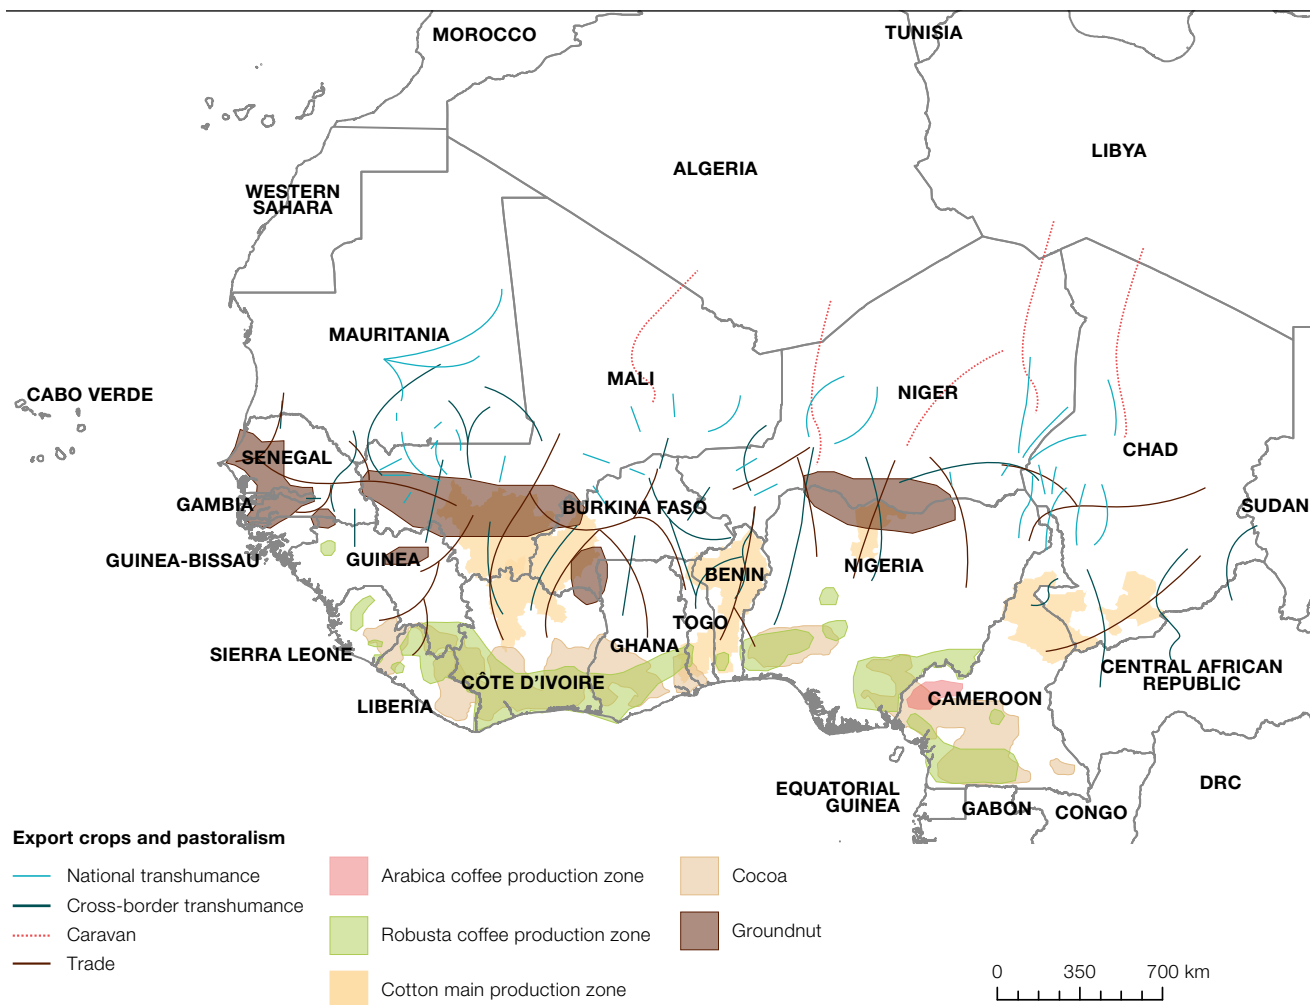 MOROCCO
TUNISIA
ALGERIA
LIBYA
WESTERN
SAHARA
MAURITANIA
MALI
NIGER
CABO VERDE
CHAD
SENEGAL
GAMBIA
BURKINA FASO
SUDAN
GUINEA-BISSAU
GUINEA
BENIN
NIGERIA
TOGO
GHANA
SIERRA LEONE
CÔTE D'IVOIRE
CENTRAL AFRICAN
REPUBLIC
LIBERIA
CAMEROON
EQUATORIAL
GUINEA
GABON
CONGO
DRC
Export crops and pastoralism
National transhumance
Cross-border transhumance
Caravan
Trade
Arabica coffee production zone
Robusta coffee production zone
Cotton main production zone
Cocoa
Groundnut
0 350 700 km